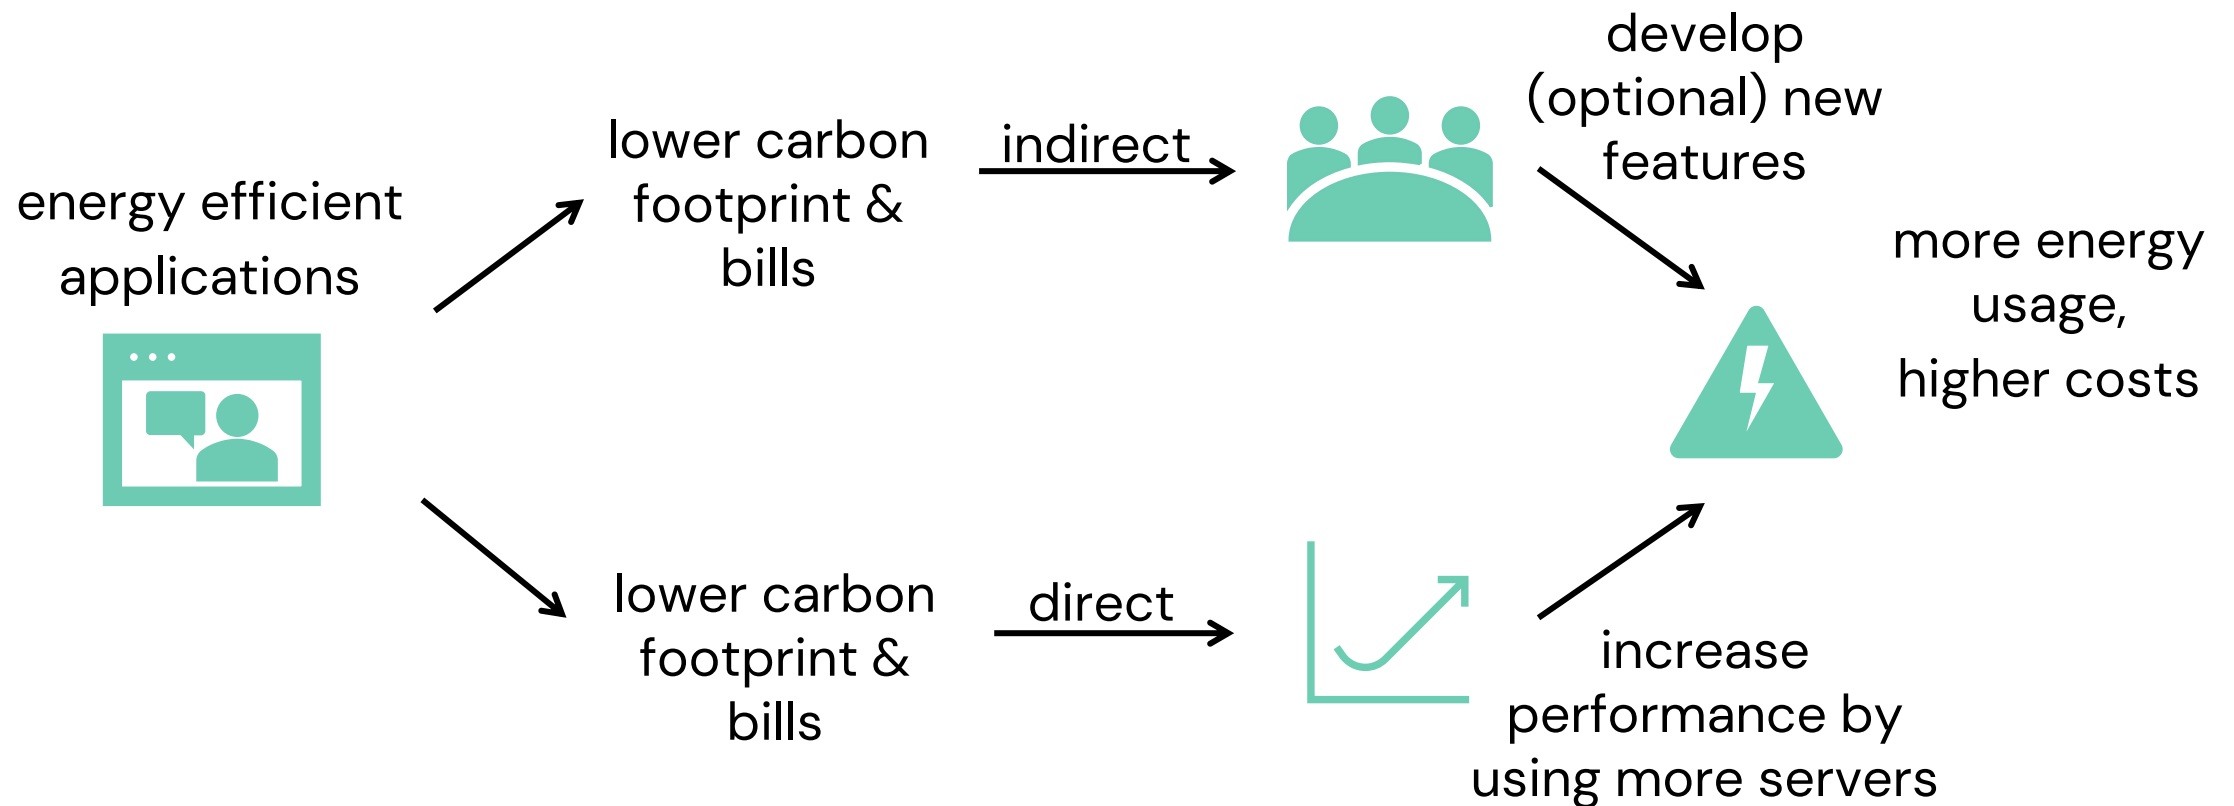 energy efficient
applications
lower carbon
footprint &
bills
indirect
develop
(optional) new
features
more energy
usage,
higher costs
lower carbon
footprint &
bills
direct
increase
performance by
using more servers